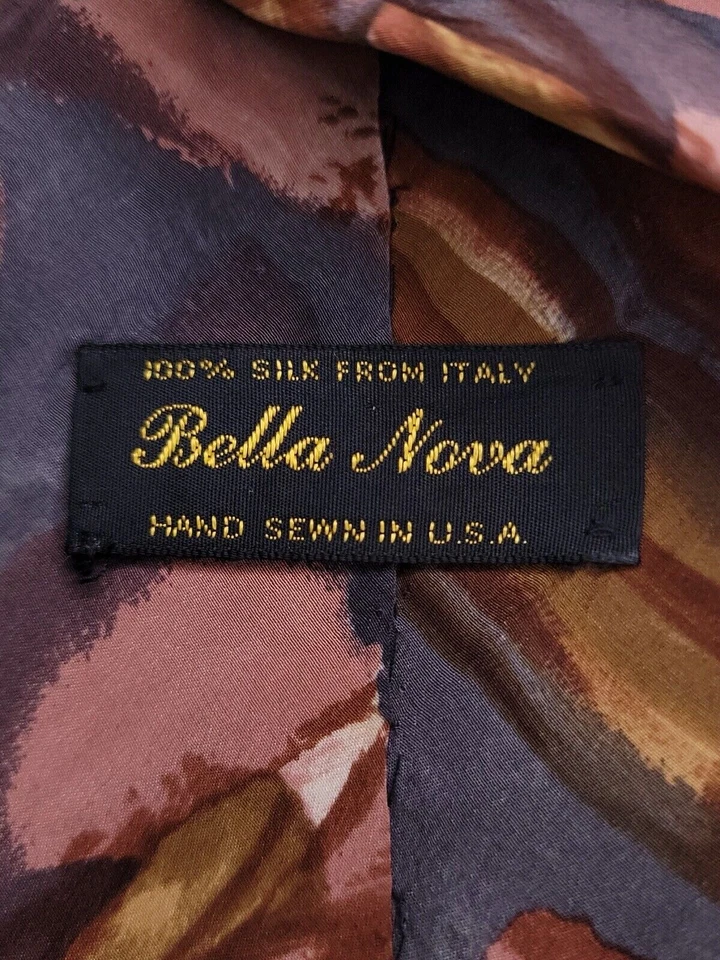 100% SILK FROM ITALY
Bella Nova
HAND SEWN IN U.S.A.